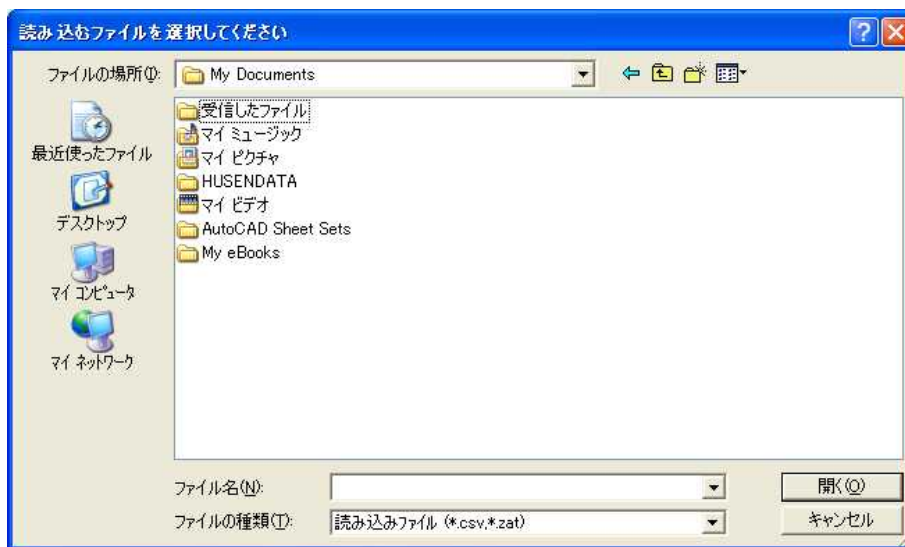 読み込むファイルを選択してください
ファイルの場所(I):
My Documents
最近使ったファイル
デスクトップ
マイ コンピュータ
マイ ネットワーク
受信したファイル
マイ ミュージック
マイ ピクチャ
HUSENDATA
マイ ビデオ
AutoCAD Sheet Sets
My eBooks
ファイル名(N):
開く(O)
ファイルの種類(T):
読み込みファイル (*.csv,*.zat)
キャンセル